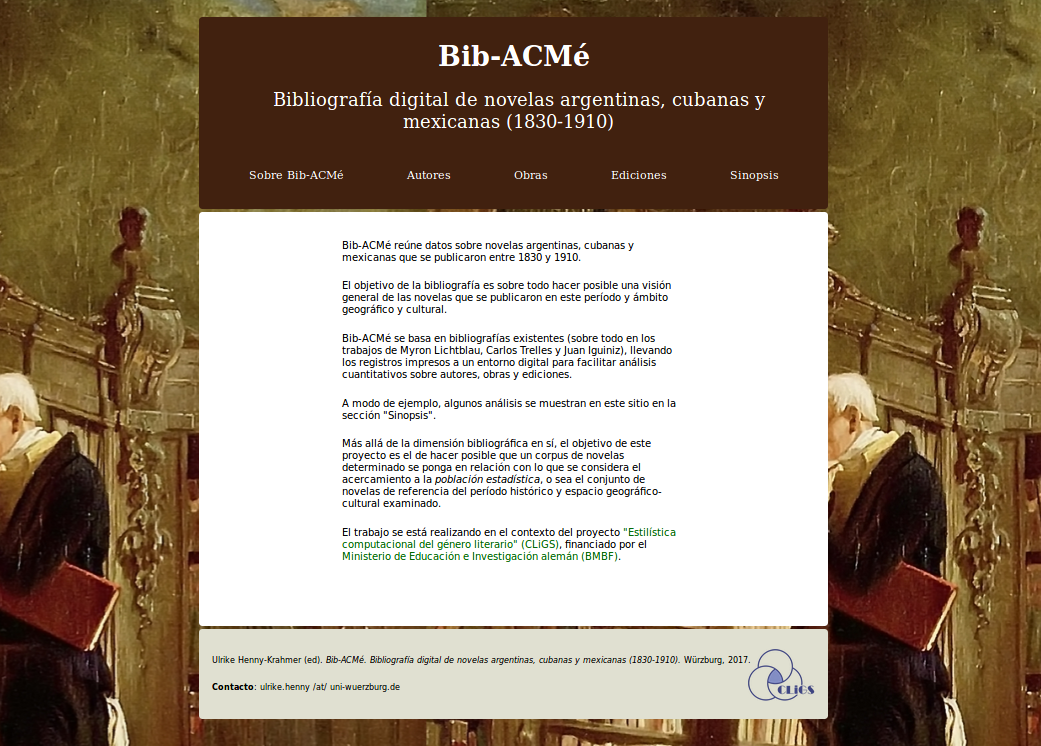 Bib-ACMé
Bibliografía digital de novelas argentinas, cubanas y
mexicanas (1830-1910)
Sobre Bib-ACMé Autores Obras Ediciones Sinopsis
Bib-ACMé reúne datos sobre novelas argentinas, cubanas y
mexicanas que se publicaron entre 1830 y 1910.
El objetivo de la bibliografía es sobre todo hacer posible una visión
general de las novelas que se publicaron en este período y ámbito
geográfico y cultural.
Bib-ACMé se basa en bibliografías existentes (sobre todo en los
trabajos de Myron Lichtblau, Carlos Trelles y Juan Iguiniz), llevando
los registros impresos a un entorno digital para facilitar análisis
cuantitativos sobre autores, obras y ediciones.
A modo de ejemplo, algunos análisis se muestran en este sitio en la
sección "Sinopsis".
Más allá de la dimensión bibliográfica en sí, el objetivo de este
proyecto es el de hacer posible que un corpus de novelas
determinado se ponga en relación con lo que se considera el
acercamiento a la población estadística, o sea el conjunto de
novelas de referencia del período histórico y espacio geográfico-
cultural examinado.
El trabajo se está realizando en el contexto del proyecto "Estilística
computacional del género literario" (CLiGS), financiado por el
Ministerio de Educación e Investigación alemán (BMBF).
Ulrike Henny-Krahmer (ed). Bib-ACMé. Bibliografía digital de novelas argentinas, cubanas y mexicanas (1830-1910). Würzburg, 2017.
Contacto: ulrike.henny /at/ uni-wuerzburg.de
CLiGS